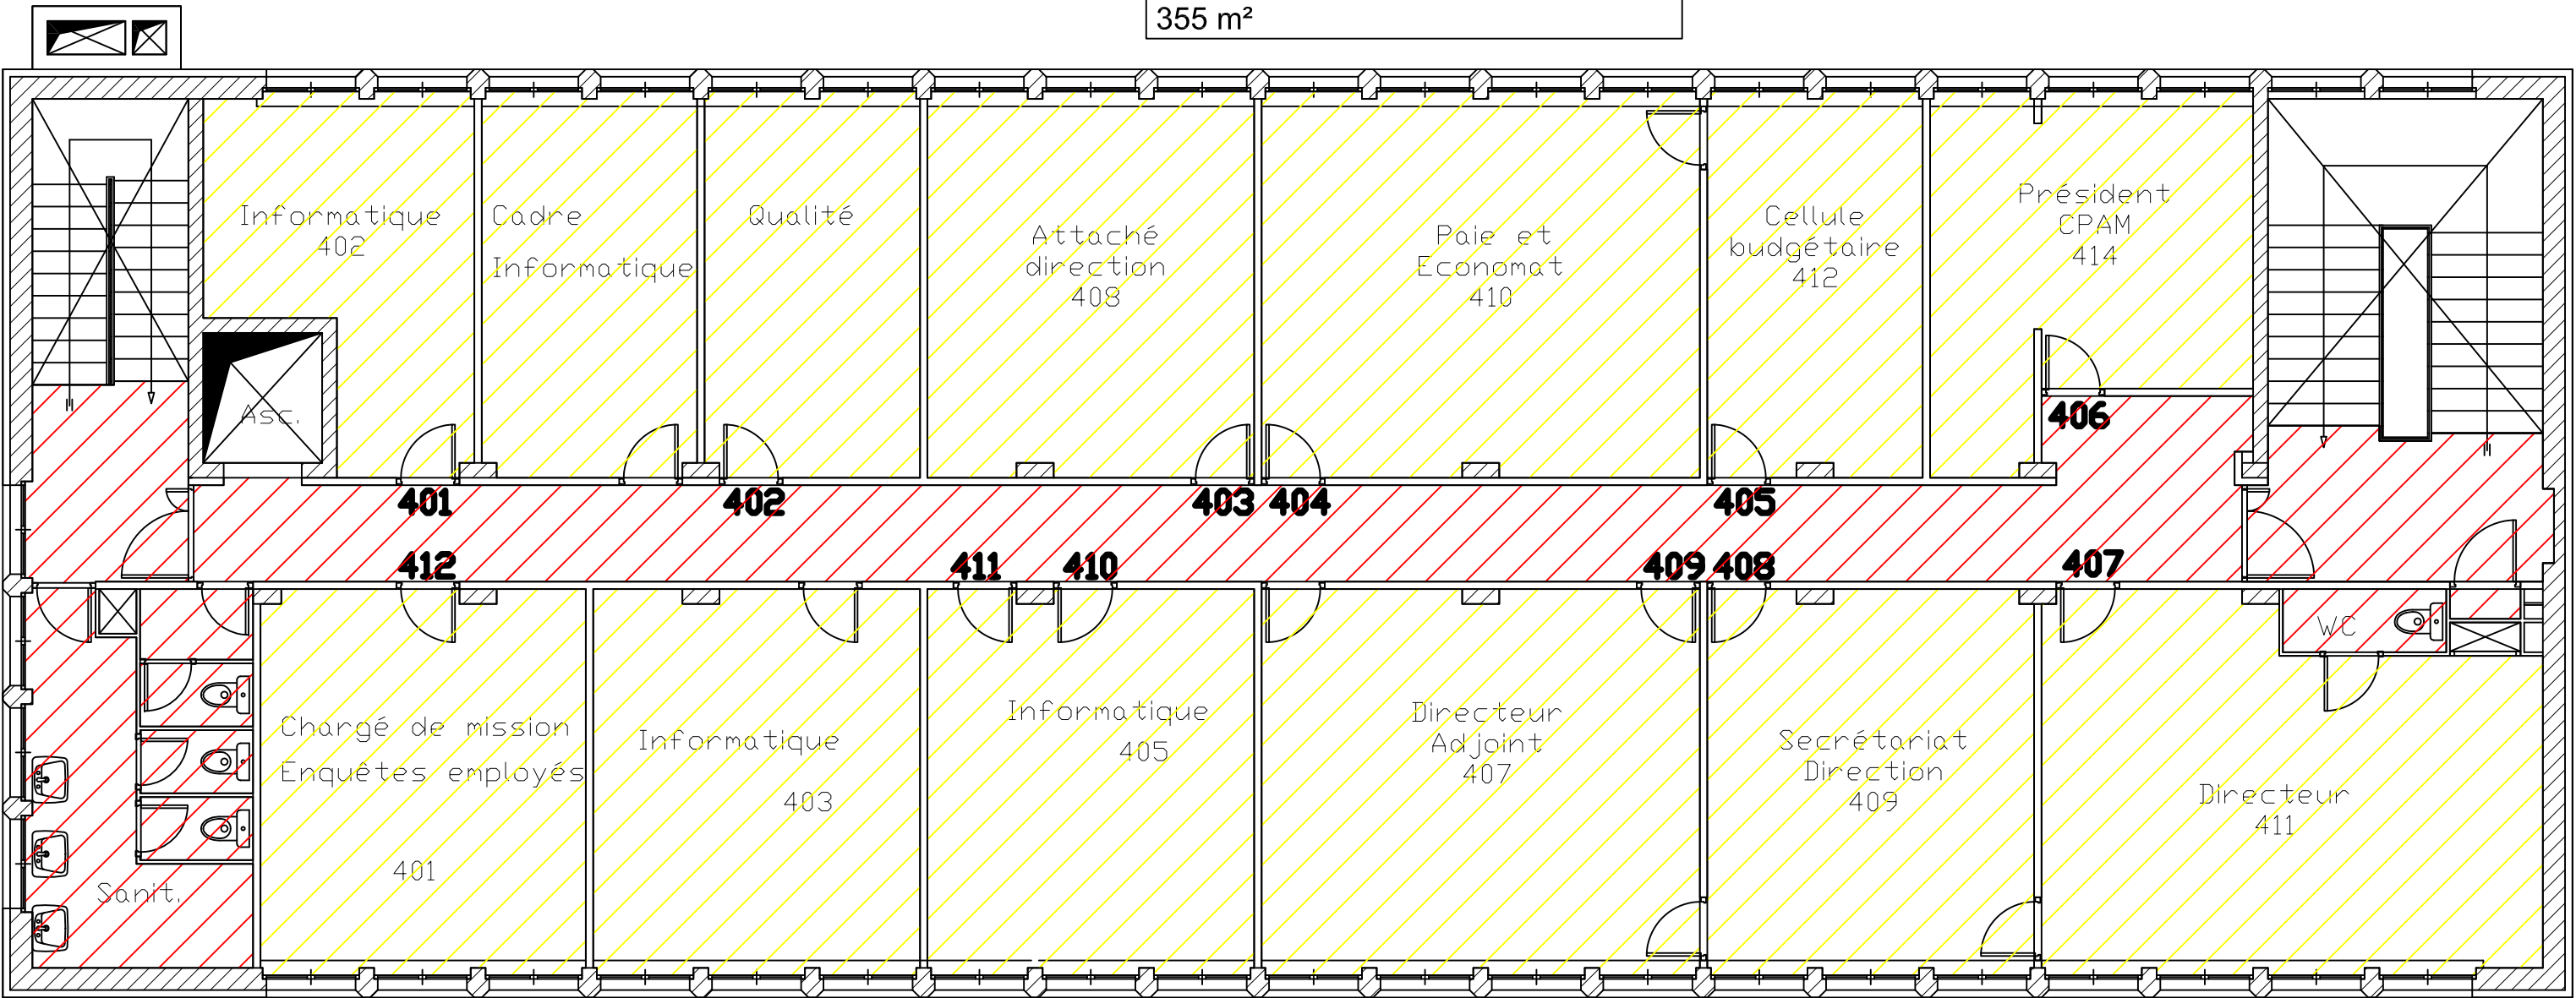 355 m²
Informatique
402
Cadre
Informatique
Qualité
Attaché
direction
408
Paie et
Economat
410
Cellule
budgétaire
412
Président
CPAM
414
Asc.
406
401
402
403
404
405
412
411
410
409
408
407
WC
Chargé de mission
Enquêtes employés
401
Informatique
403
Informatique
405
Directeur
Adjoint
407
Secrétariat
Direction
409
Directeur
411
Sanit.